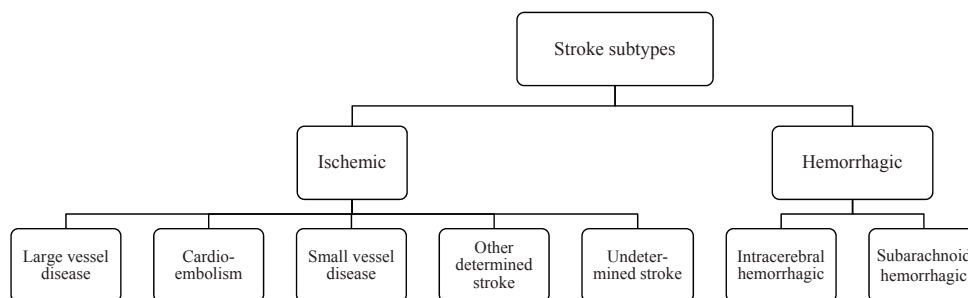 Stroke subtypes
Ischemic
Hemorrhagic
Large vessel
disease
Cardio-
embolism
Small vessel
disease
Other
determined
stroke
Undeter-
mined stroke
Intracerebral
hemorrhagic
Subarachnoid
hemorrhagic